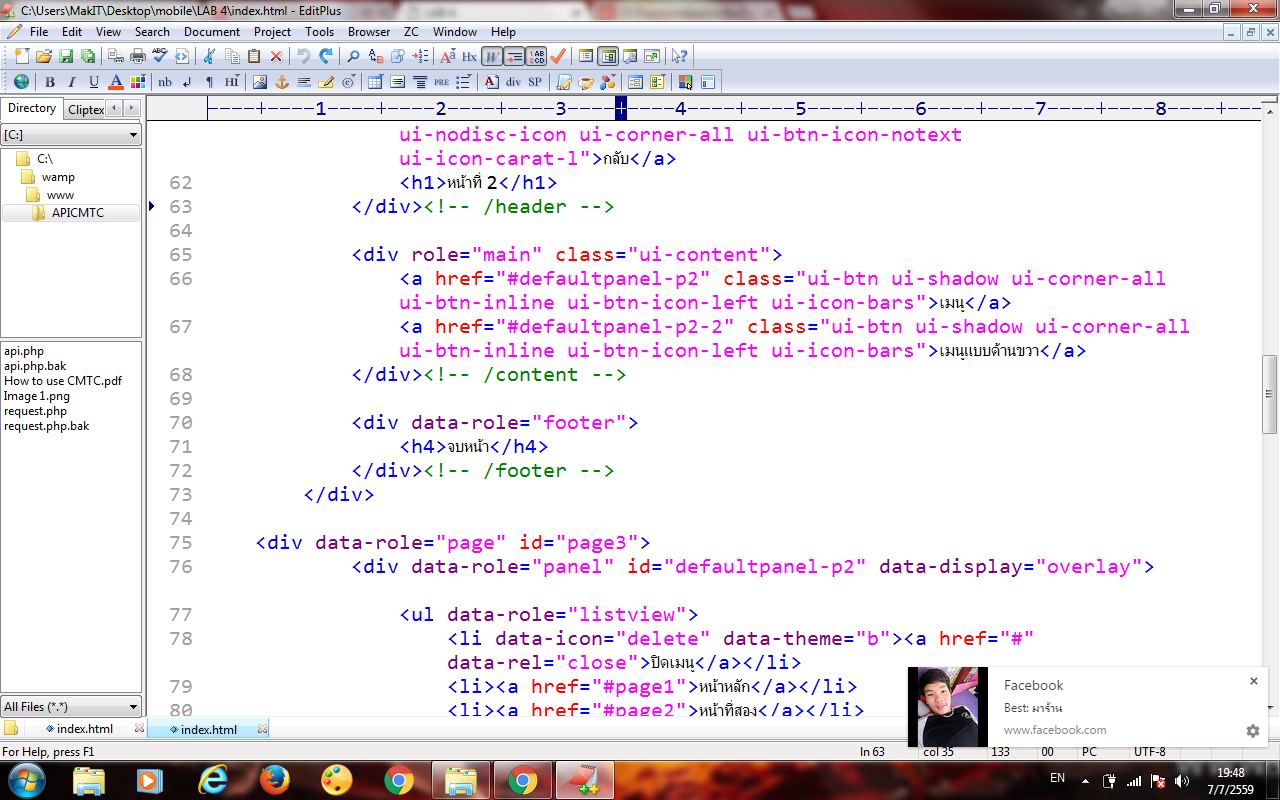 C:\Users\MakIT\Desktop\mobile\LAB 4\index.html - EditPlus
File Edit View Search Document Project Tools Browser ZC Window Help
Hx W
B I U A nb ¶ HI PRE A div SP
Directory Cliptex
[C:]
C:\
wamp
www
APICMTC
api.php
api.php.bak
How to use CMTC.pdf
Image 1.png
request.php
request.php.bak
All Files (*.*)
----+----1----+----2----+----3----+----4----+----5----+----6----+----7----+----8----+---
ui-nodisc-icon ui-corner-all ui-btn-icon-notext
ui-icon-carat-l">กลับ</a>
62 <h1>หน้าที่ 2</h1>
63 </div><!-- /header -->
64
65 <div role="main" class="ui-content">
66 <a href="#defaultpanel-p2" class="ui-btn ui-shadow ui-corner-all
ui-btn-inline ui-btn-icon-left ui-icon-bars">เมนู</a>
67 <a href="#defaultpanel-p2-2" class="ui-btn ui-shadow ui-corner-all
ui-btn-inline ui-btn-icon-left ui-icon-bars">เมนูแบบด้านขวา</a>
68 </div><!-- /content -->
69
70 <div data-role="footer">
71 <h4>จบหน้า</h4>
72 </div><!-- /footer -->
73 </div>
74
75 <div data-role="page" id="page3">
76 <div data-role="panel" id="defaultpanel-p2" data-display="overlay">
77 <ul data-role="listview">
78 <li data-icon="delete" data-theme="b"><a href="#"
data-rel="close">ปิดเมนู</a></li>
79 <li><a href="#page1">หน้าหลัก</a></li>
80 <li><a href="#page2">หน้าที่สอง</a></li>
Facebook
Best: มาร้าน
www.facebook.com
index.html index.html
For Help, press F1 ln 63 col 35 133 00 PC UTF-8
EN 19:48
7/7/2559